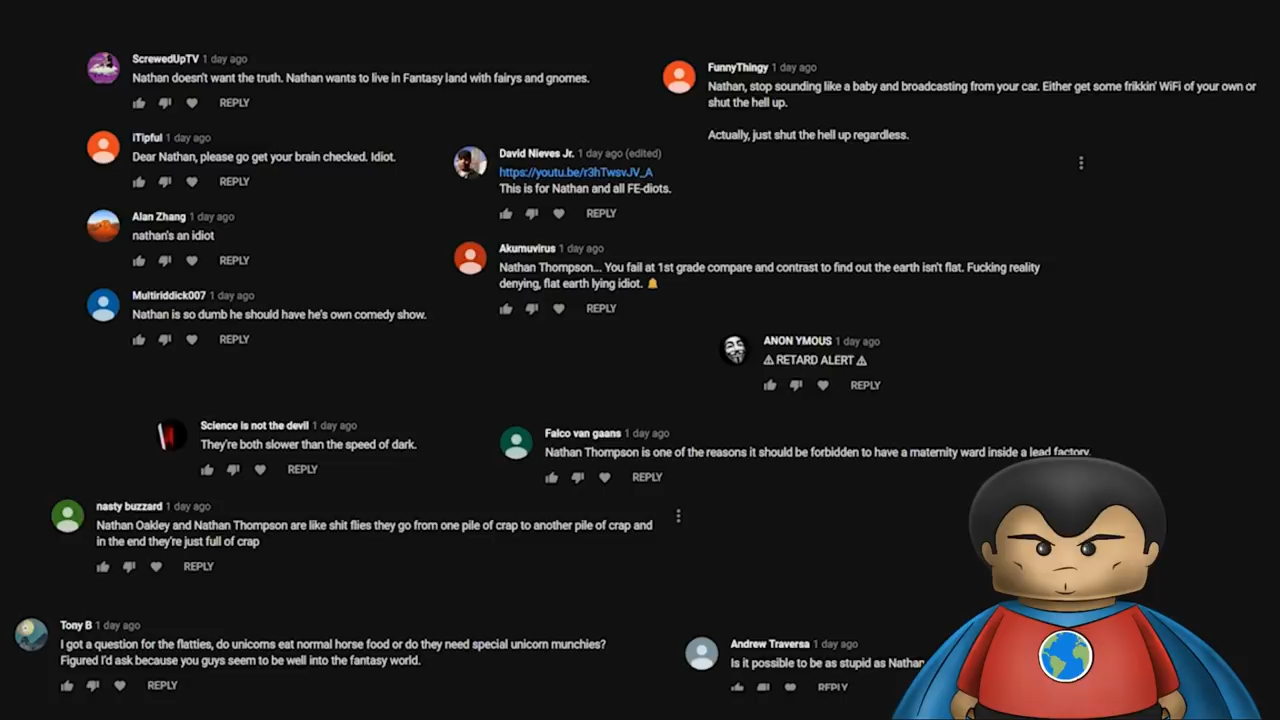 ScrewedUpTV 1 day ago
Nathan doesn't want the truth. Nathan wants to live in Fantasy land with fairys and gnomes.
REPLY
FunnyThingy 1 day ago
Nathan, stop sounding like a baby and broadcasting from your car. Either get some frikkin' WiFi of your own or
shut the hell up.
Actually, just shut the hell up regardless.
iTipful 1 day ago
Dear Nathan, please go get your brain checked. Idiot.
REPLY
David Nieves Jr. 1 day ago (edited)
https://youtu.be/r3hTwsvJV_A
This is for Nathan and all FE-diots.
REPLY
Alan Zhang 1 day ago
nathan's an idiot
REPLY
Akumuvirus 1 day ago
Nathan Thompson... You fail at 1st grade compare and contrast to find out the earth isn't flat. Fucking reality
denying, flat earth lying idiot. 🔔
REPLY
Multiriddick007 1 day ago
Nathan is so dumb he should have he's own comedy show.
REPLY
ANON YMOUS 1 day ago
⚠ RETARD ALERT ⚠
REPLY
Science is not the devil 1 day ago
They're both slower than the speed of dark.
REPLY
Falco van gaans 1 day ago
Nathan Thompson is one of the reasons it should be forbidden to have a maternity ward inside a lead factory.
REPLY
nasty buzzard 1 day ago
Nathan Oakley and Nathan Thompson are like shit flies they go from one pile of crap to another pile of crap and
in the end they're just full of crap
REPLY
Tony B 1 day ago
I got a question for the flatties, do unicorns eat normal horse food or do they need special unicorn munchies?
Figured I'd ask because you guys seem to be well into the fantasy world.
REPLY
Andrew Traversa 1 day ago
Is it possible to be as stupid as Nathan
REPLY